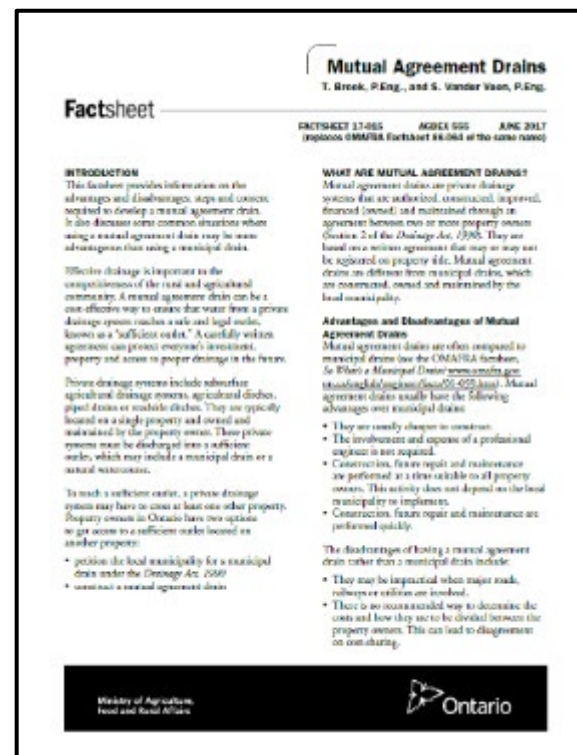 Mutual Agreement Drains
T. Brook, P.Eng., and S. Vander Veen, P.Eng.
Factsheet
FACTSHEET 17-015 AGDEX 555 JUNE 2017
(replaces OMAFRA Factsheet 86-064 of the same name)
INTRODUCTION
This factsheet provides information on the
advantages and disadvantages, steps and content
required to develop a mutual agreement drain.
It also discusses some common situations where
using a mutual agreement drain may be more
advantageous than using a municipal drain.
Effective drainage is important to the
competitiveness of the rural and agricultural
community. A mutual agreement drain can be a
cost-effective way to ensure that water from a private
drainage system reaches a safe and legal outlet,
known as a "sufficient outlet." A carefully written
agreement can protect everyone's investment,
property and access to proper drainage in the future.
Private drainage systems include subsurface
agricultural drainage systems, agricultural ditches,
piped drains or roadside ditches. They are typically
located on a single property and owned and
maintained by the property owner. These private
systems must be discharged into a sufficient
outlet, which may include a municipal drain or a
natural watercourse.
To reach a sufficient outlet, a private drainage
system may have to cross at least one other property.
Property owners in Ontario have two options
to get access to a sufficient outlet located on
another property:
• petition the local municipality for a municipal
drain under the Drainage Act, 1990
• construct a mutual agreement drain
WHAT ARE MUTUAL AGREEMENT DRAINS?
Mutual agreement drains are private drainage
systems that are authorized, constructed, improved,
financed (owned) and maintained through an
agreement between two or more property owners
(Section 2 of the Drainage Act, 1990). They are
based on a written agreement that may or may not
be registered on property title. Mutual agreement
drains are different from municipal drains, which
are constructed, owned and maintained by the
local municipality.
Advantages and Disadvantages of Mutual
Agreement Drains
Mutual agreement drains are often compared to
municipal drains (see the OMAFRA factsheet,
So What's a Municipal Drain? www.omafra.gov.
on.ca/english/engineer/facts/01-059.htm). Mutual
agreement drains usually have the following
advantages over municipal drains:
• They are usually cheaper to construct.
• The involvement and expense of a professional
engineer is not required.
• Construction, future repair and maintenance
are performed at a time suitable to all property
owners. This activity does not depend on the local
municipality to implement.
• Construction, future repair and maintenance are
performed quickly.
The disadvantages of having a mutual agreement
drain rather than a municipal drain include:
• They may be impractical when major roads,
railways or utilities are involved.
• There is no recommended way to determine the
costs and how they are to be divided between the
property owners. This can lead to disagreement
on cost-sharing.
Ministry of Agriculture,
Food and Rural Affairs
Ontario